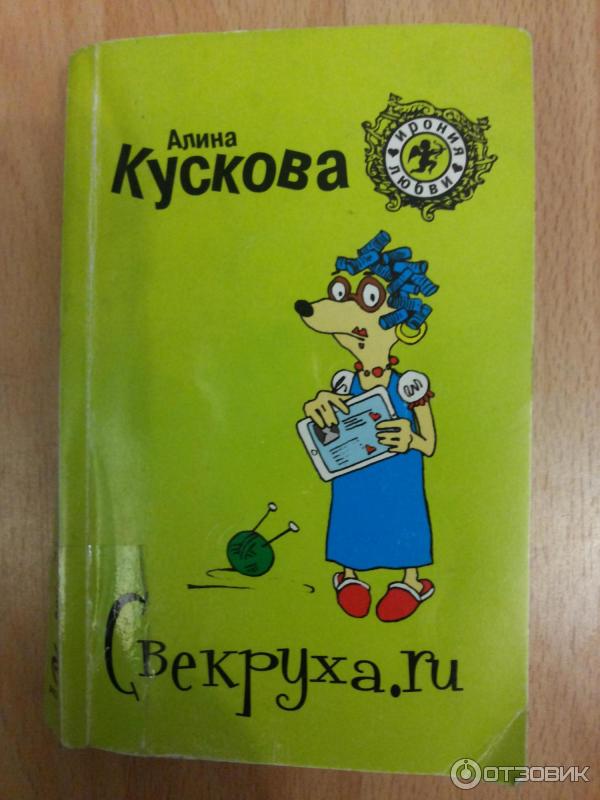 Алина
Кускова
ИРОНИЯ
ЛЮБВИ
Свекруха.ru
ОТЗОВИК